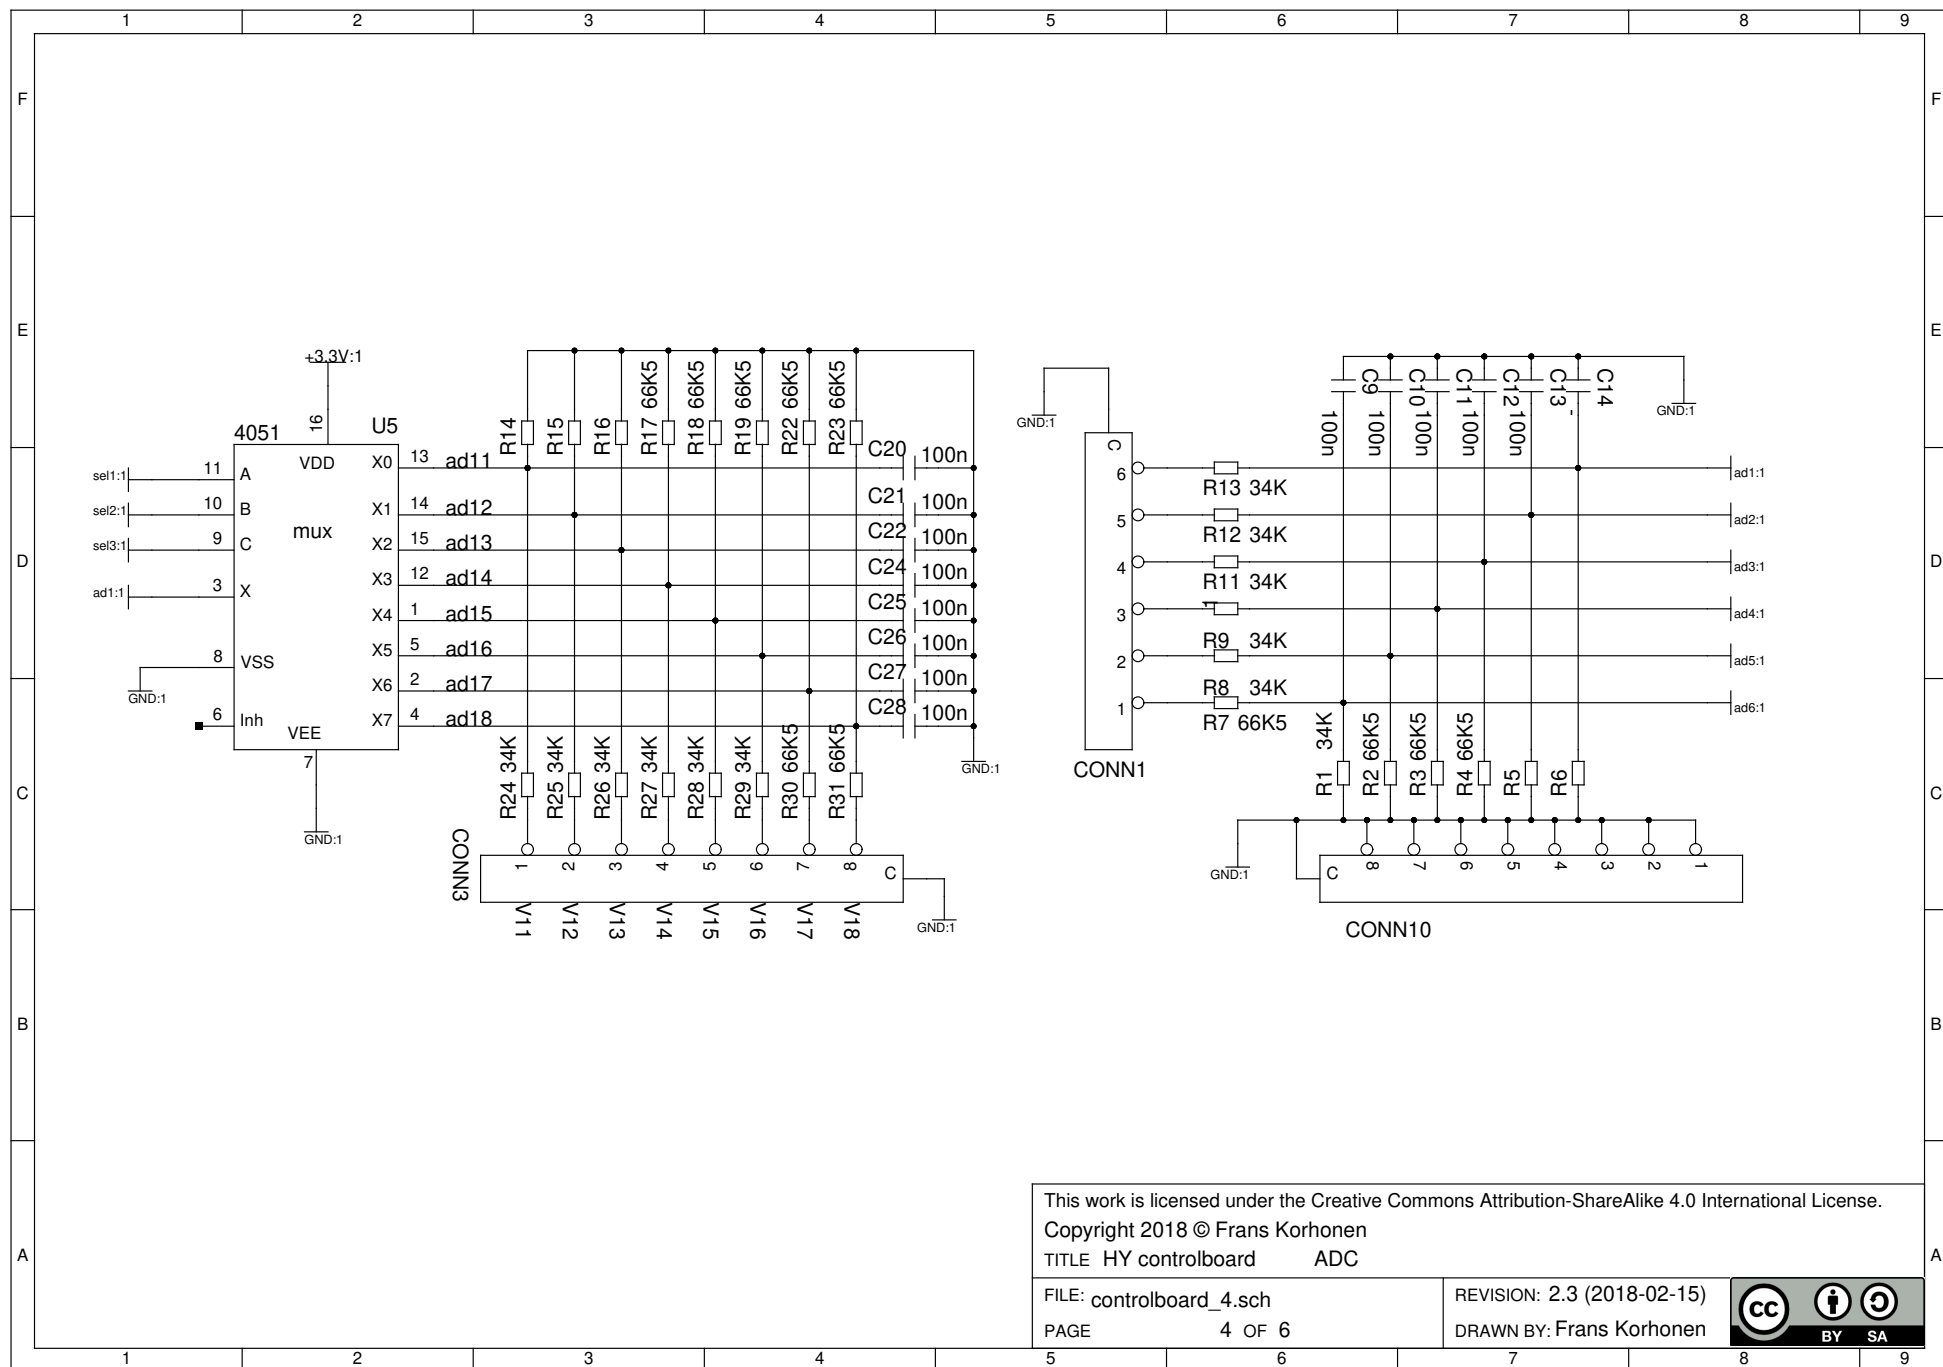 1 2 3 4 5 6 7 8 9
F F
E E
D D
C C
B B
A A
+3.3V:1
16
4051
U5
VDD
mux
VEE
7
GND:1
sel1:1 11 A
sel2:1 10 B
sel3:1 9 C
ad1:1 3 X
8 VSS
GND:1
6 Inh
X0 13 ad11
X1 14 ad12
X2 15 ad13
X3 12 ad14
X4 1 ad15
X5 5 ad16
X6 2 ad17
X7 4 ad18
R14
R15
R16
R17 66K5
R18 66K5
R19 66K5
R22 66K5
R23 66K5
C20 100n
C21 100n
C22 100n
C24 100n
C25 100n
C26 100n
C27 100n
C28 100n
GND:1
R24 34K
R25 34K
R26 34K
R27 34K
R28 34K
R29 34K
R30 66K5
R31 66K5
CONN3
1 2 3 4 5 6 7 8 C
V11
V12
V13
V14
V15
V16
V17
V18
GND:1
GND:1
C
6
5
4
3
2
1
CONN1
R13 34K
R12 34K
R11 34K
R9 34K
R8 34K
R7 66K5
C9 100n
C10 100n
C11 100n
C12 100n
C13 100n
C14 -
GND:1
ad1:1
ad2:1
ad3:1
ad4:1
ad5:1
ad6:1
R1 34K
R2 66K5
R3 66K5
R4 66K5
R5
R6
GND:1
C 8 7 6 5 4 3 2 1
CONN10
This work is licensed under the Creative Commons Attribution-ShareAlike 4.0 International License.
Copyright 2018 © Frans Korhonen
TITLE HY controlboard ADC
FILE: controlboard_4.sch
REVISION: 2.3 (2018-02-15)
PAGE 4 OF 6
DRAWN BY: Frans Korhonen
cc BY SA
1 2 3 4 5 6 7 8 9